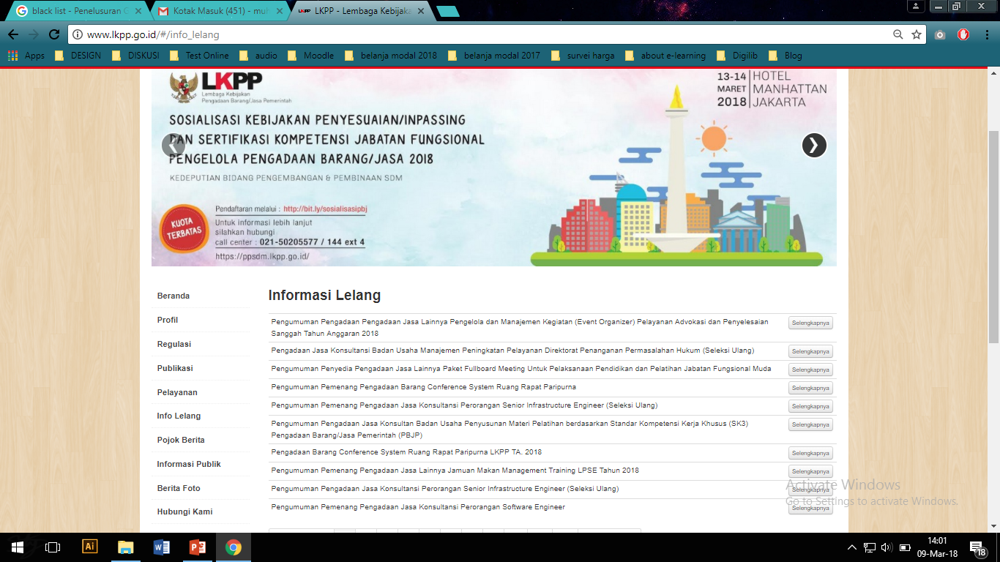 black list - Penelusuran G
Kotak Masuk (451) - muh
LKPP LKPP - Lembaga Kebijaka
www.lkpp.go.id/#/info_lelang
Apps DESIGN DISKUSI Test Online audio Moodle belanja modal 2018 belanja modal 2017 survei harga about e-learning Digilib Blog
LKPP
Lembaga Kebijakan
Pengadaan Barang/Jasa Pemerintah
13-14 MARET 2018
HOTEL MANHATTAN JAKARTA
SOSIALISASI KEBIJAKAN PENYESUAIAN/INPASSING
DAN SERTIFIKASI KOMPETENSI JABATAN FUNGSIONAL
PENGELOLA PENGADAAN BARANG/JASA 2018
KEDEPUTIAN BIDANG PENGEMBANGAN & PEMBINAAN SDM
KUOTA
TERBATAS
Pendaftaran melalui : http://bit.ly/sosialisasipbj
Untuk informasi lebih lanjut
silahkan hubungi
call center : 021-50205577 / 144 ext 4
https://ppsdm.lkpp.go.id/
Beranda
Profil
Regulasi
Publikasi
Pelayanan
Info Lelang
Pojok Berita
Informasi Publik
Berita Foto
Hubungi Kami
Informasi Lelang
Pengumuman Pengadaan Pengadaan Jasa Lainnya Pengelola dan Manajemen Kegiatan (Event Organizer) Pelayanan Advokasi dan Penyelesaian
Sanggah Tahun Anggaran 2018
Selengkapnya
Pengadaan Jasa Konsultansi Badan Usaha Manajemen Peningkatan Pelayanan Direktorat Penanganan Permasalahan Hukum (Seleksi Ulang)
Selengkapnya
Pengumuman Penyedia Pengadaan Jasa Lainnya Paket Fullboard Meeting Untuk Pelaksanaan Pendidikan dan Pelatihan Jabatan Fungsional Muda
Selengkapnya
Pengumuman Pemenang Pengadaan Barang Conference System Ruang Rapat Paripurna
Selengkapnya
Pengumuman Pemenang Pengadaan Jasa Konsultansi Perorangan Senior Infrastructure Engineer (Seleksi Ulang)
Selengkapnya
Pengumuman Pengadaan Jasa Konsultan Badan Usaha Penyusunan Materi Pelatihan berdasarkan Standar Kompetensi Kerja Khusus (SK3)
Pengadaan Barang/Jasa Pemerintah (PBJP)
Selengkapnya
Pengadaan Barang Conference System Ruang Rapat Paripurna LKPP TA. 2018
Selengkapnya
Pengumuman Pemenang Pengadaan Jasa Lainnya Jamuan Makan Management Training LPSE Tahun 2018
Selengkapnya
Pengumuman Pengadaan Jasa Konsultansi Perorangan Senior Infrastructure Engineer (Seleksi Ulang)
Selengkapnya
Pengumuman Pemenang Pengadaan Jasa Konsultansi Perorangan Software Engineer
Selengkapnya
Activate Windows
Go to Settings to activate Windows.
Ai
14:01
09-Mar-18
18